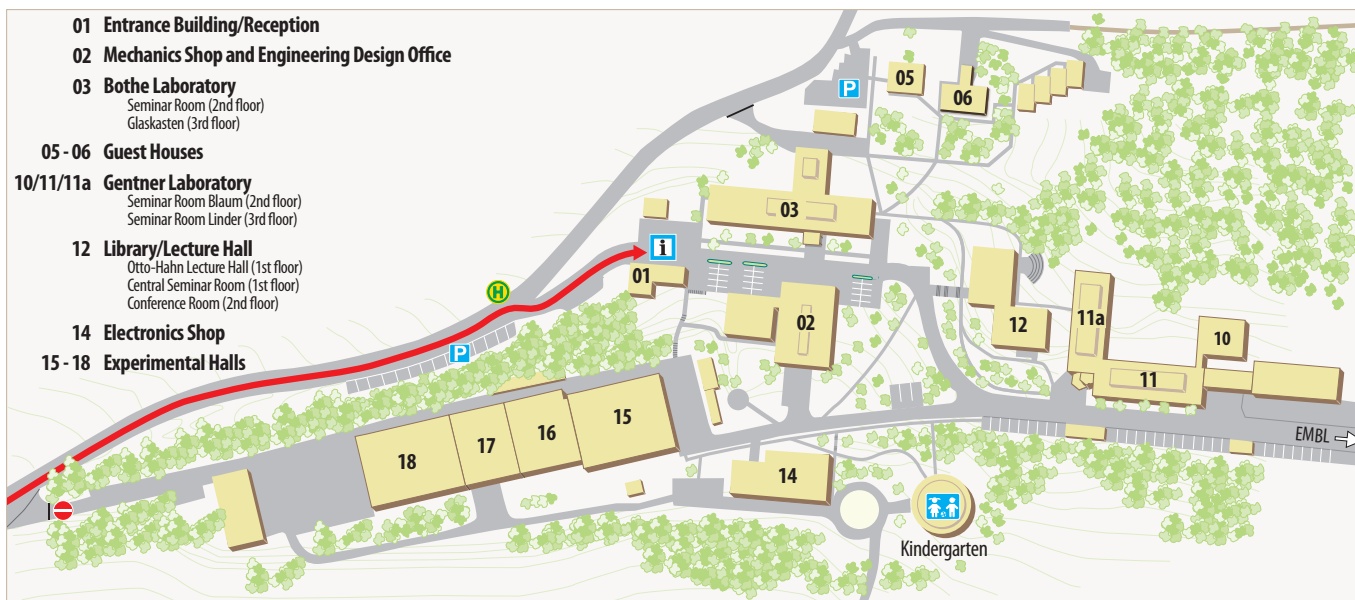 01 Entrance Building/Reception
02 Mechanics Shop and Engineering Design Office
03 Bothe Laboratory
Seminar Room (2nd floor)
Glaskasten (3rd floor)
05 - 06 Guest Houses
10/11/11a Gentner Laboratory
Seminar Room Blaum (2nd floor)
Seminar Room Linder (3rd floor)
12 Library/Lecture Hall
Otto-Hahn Lecture Hall (1st floor)
Central Seminar Room (1st floor)
Conference Room (2nd floor)
14 Electronics Shop
15 - 18 Experimental Halls
P
05
06
03
i
01
H
02
12
11a
10
11
P
15
16
17
18
14
EMBL
Kindergarten